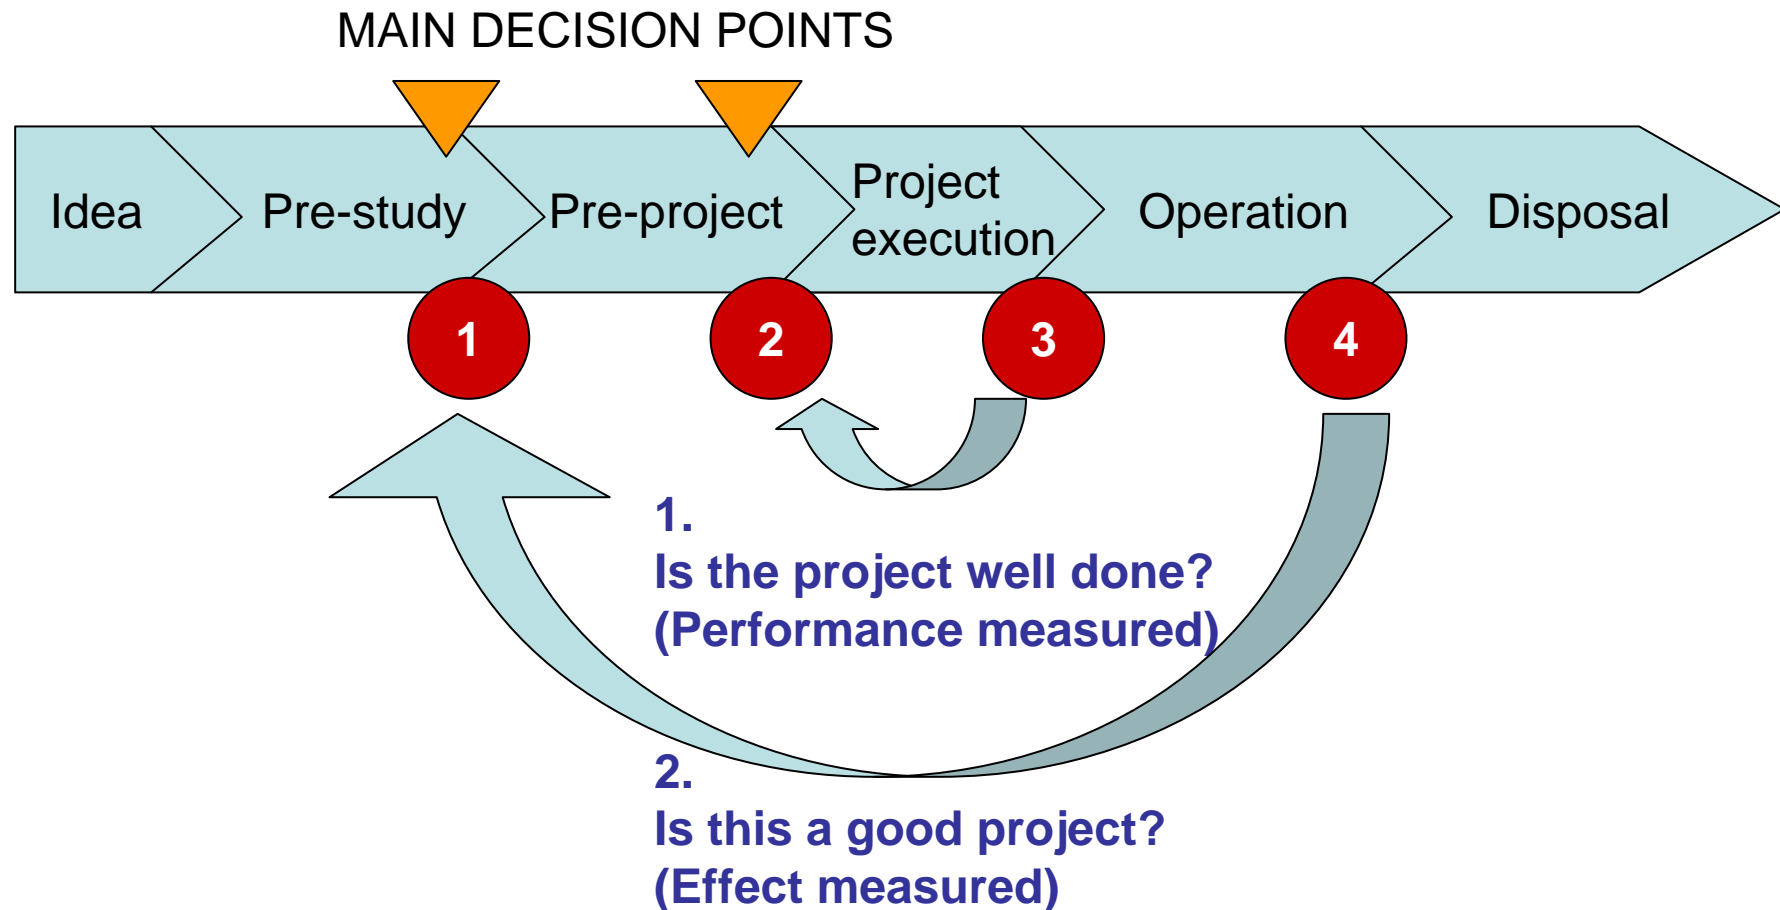 MAIN DECISION POINTS
Idea
Pre-study
Pre-project
Project
execution
Operation
Disposal
1
2
3
4
1.
Is the project well done?
(Performance measured)
2.
Is this a good project?
(Effect measured)